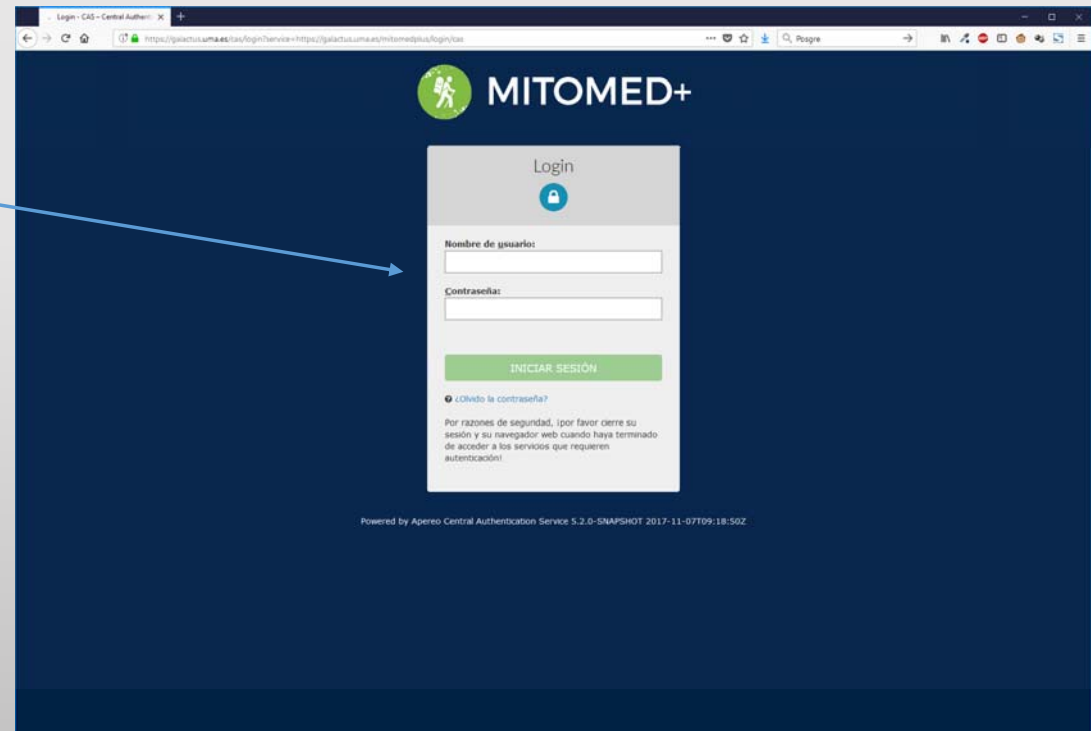 Login - CAS – Central Authenti
https://galactus.uma.es/cas/login?service=https://galactus.uma.es/mitomedplus/login/cas
Posgre
MITOMED+
Login
Nombre de usuario:
Contraseña:
INICIAR SESIÓN
¿Olvido la contraseña?
Por razones de seguridad, ¡por favor cierre su
sesión y su navegador web cuando haya terminado
de acceder a los servicios que requieren
autenticación!
Powered by Apereo Central Authentication Service 5.2.0-SNAPSHOT 2017-11-07T09:18:50Z